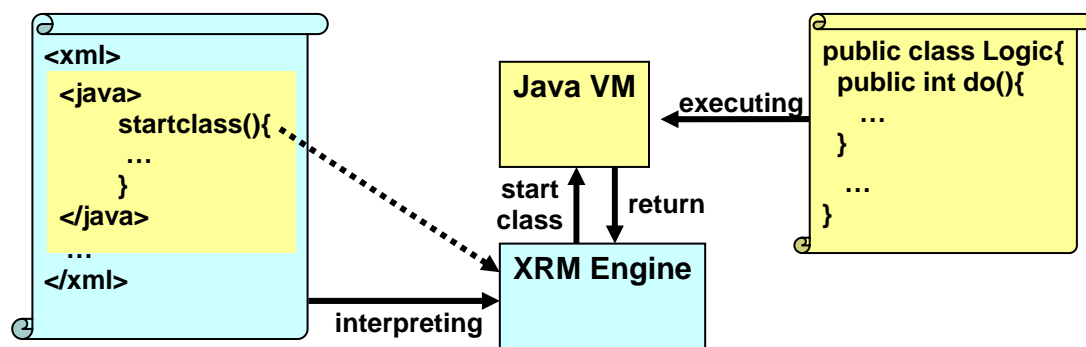 <xml>
<java>
startclass(){
...
}
</java>
...
</xml>
interpreting
Java VM
start
class
return
XRM Engine
executing
public class Logic{
public int do(){
...
}
...
}